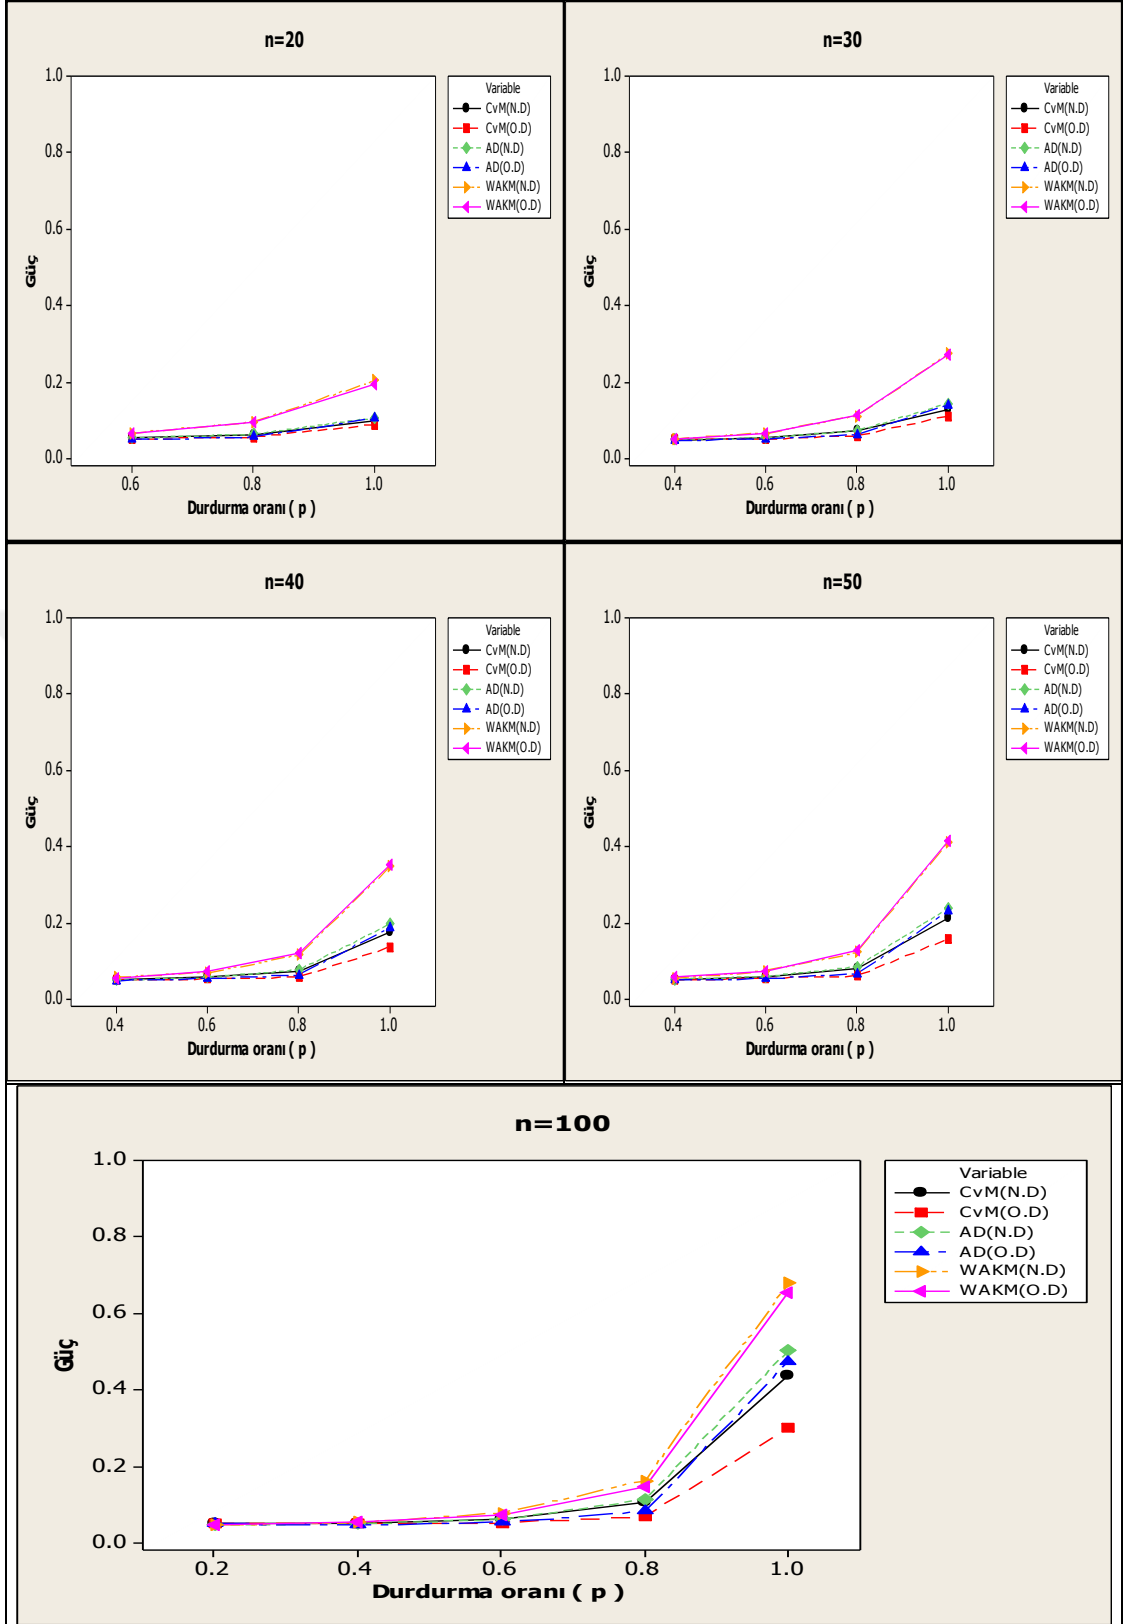 n=20
1.0
0.8
0.6
0.4
0.2
0.0
Güç
0.6 0.8 1.0
Durdurma oranı ( p )
Variable
CvM(N.D)
CvM(O.D)
AD(N.D)
AD(O.D)
WAKM(N.D)
WAKM(O.D)
n=30
1.0
0.8
0.6
0.4
0.2
0.0
Güç
0.4 0.6 0.8 1.0
Durdurma oranı ( p )
Variable
CvM(N.D)
CvM(O.D)
AD(N.D)
AD(O.D)
WAKM(N.D)
WAKM(O.D)
n=40
1.0
0.8
0.6
0.4
0.2
0.0
Güç
0.4 0.6 0.8 1.0
Durdurma oranı ( p )
Variable
CvM(N.D)
CvM(O.D)
AD(N.D)
AD(O.D)
WAKM(N.D)
WAKM(O.D)
n=50
1.0
0.8
0.6
0.4
0.2
0.0
Güç
0.4 0.6 0.8 1.0
Durdurma oranı ( p )
Variable
CvM(N.D)
CvM(O.D)
AD(N.D)
AD(O.D)
WAKM(N.D)
WAKM(O.D)
n=100
1.0
0.8
0.6
0.4
0.2
0.0
Güç
0.2 0.4 0.6 0.8 1.0
Durdurma oranı ( p )
Variable
CvM(N.D)
CvM(O.D)
AD(N.D)
AD(O.D)
WAKM(N.D)
WAKM(O.D)